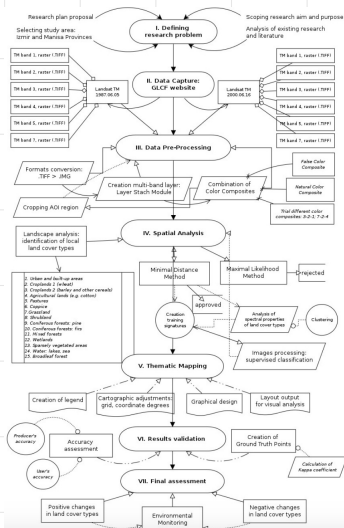 Research plan proposal
Scoping research aim and purpose
I. Defining
research problem
Selecting study area:
Izmir and Manisa Provinces
Analysis of existing research
and literature
TM band 1, raster (.TIFF)
TM band 2, raster (.TIFF)
TM band 3, raster (.TIFF)
TM band 4, raster (.TIFF)
TM band 5, raster (.TIFF)
TM band 7, raster (.TIFF)
Landsat TM
1987.06.05
II. Data Capture:
GLCF website
Landsat TM
2000.06.16
TM band 1, raster (.TIFF)
TM band 2, raster (.TIFF)
TM band 3, raster (.TIFF)
TM band 4, raster (.TIFF)
TM band 5, raster (.TIFF)
TM band 7, raster (.TIFF)
III. Data Pre-Processing
Formats conversion:
.TIFF > .IMG
Creation multi-band layer:
Layer Stach Module
Combination of
Color Composites
False Color
Composite
Natural Color
Composite
Trial different color
composites: 3-2-1; 7-2-4
Cropping AOI region
Landscape analysis:
identification of local
land cover types
IV. Spatial Analysis
Minimal Distance
Method
Maximal Likelihood
Method
rejected
approved
1. Urban and built-up areas
2. Croplands 1 (wheat)
3. Croplands 2 (barley and other cereals)
4. Agricultural lands (e.g. cotton)
5. Pastures
6. Coppice
7.Grassland
8. Shrubland
9. Coniferous forests: pine
10. Coniferous forests: firs
11. Mixed forests
12. Wetlands
13. Sparsely vegetated areas
14. Water: lakes, sea
15. Broadleaf forest
Creation
training
signatures
Analysis of
spectral properties
of land cover types
Clustering
Images processing:
supervised classification
V. Thematic Mapping
Creation of legend
Cartographic adjustments:
grid, coordinate degrees
Graphical design
Layout output
for visual analysis
Producer's
accuracy
Accuracy
assessment
User's
accuracy
VI. Results validation
Creation of
Ground Truth Points
Calculation of
Kappa coefficient
VII. Final assessment
Positive changes
in land cover types
Environmental
Monitoring
Negative changes
in land cover types